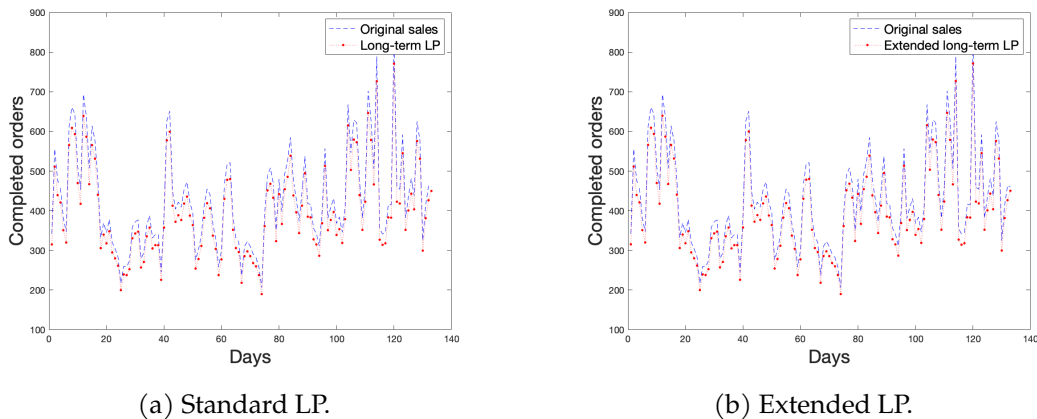 900
800
700
600
500
400
300
200
100
Completed orders
0 20 40 60 80 100 120 140
Days
Original sales
Long-term LP
(a) Standard LP.
900
800
700
600
500
400
300
200
100
Completed orders
0 20 40 60 80 100 120 140
Days
Original sales
Extended long-term LP
(b) Extended LP.